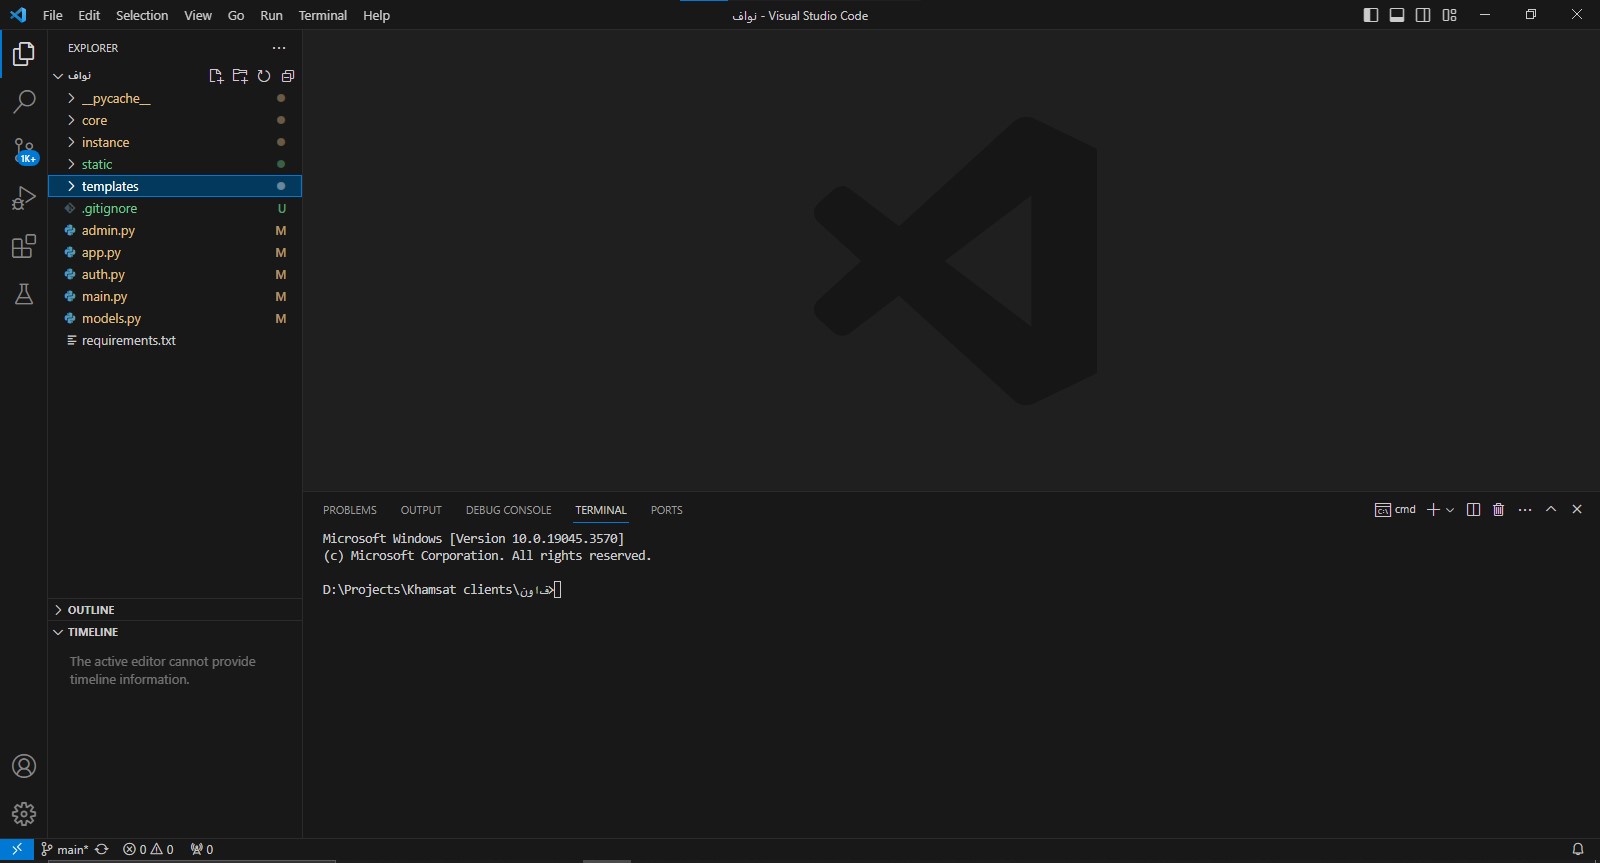 File Edit Selection View Go Run Terminal Help
نواف - Visual Studio Code
EXPLORER
نواف
__pycache__
core
instance
static
templates
.gitignore U
admin.py M
app.py M
auth.py M
main.py M
models.py M
requirements.txt
1K+
OUTLINE
TIMELINE
The active editor cannot provide
timeline information.
PROBLEMS OUTPUT DEBUG CONSOLE TERMINAL PORTS
cmd
Microsoft Windows [Version 10.0.19045.3570]
(c) Microsoft Corporation. All rights reserved.
D:\Projects\Khamsat clients\نواف>
main* 0 0 0